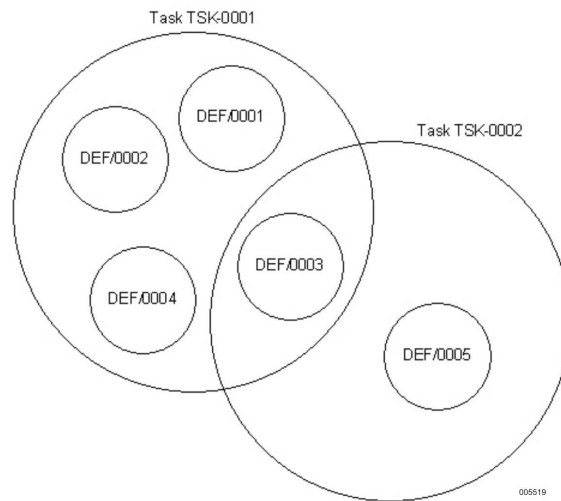 Task TSK-0001
DEF/0001
Task TSK-0002
DEF/0002
DEF/0003
DEF/0004
DEF/0005
005519